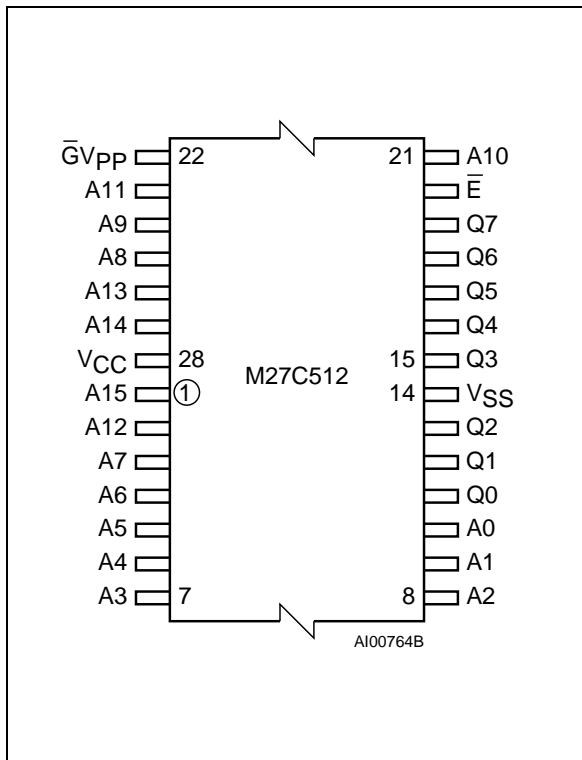 G̅VPP 22 21 A10
A11 E̅
A9 Q7
A8 Q6
A13 Q5
A14 Q4
VCC 28 15 Q3
M27C512
A15 1 14 VSS
A12 Q2
A7 Q1
A6 Q0
A5 A0
A4 A1
A3 7 8 A2
AI00764B